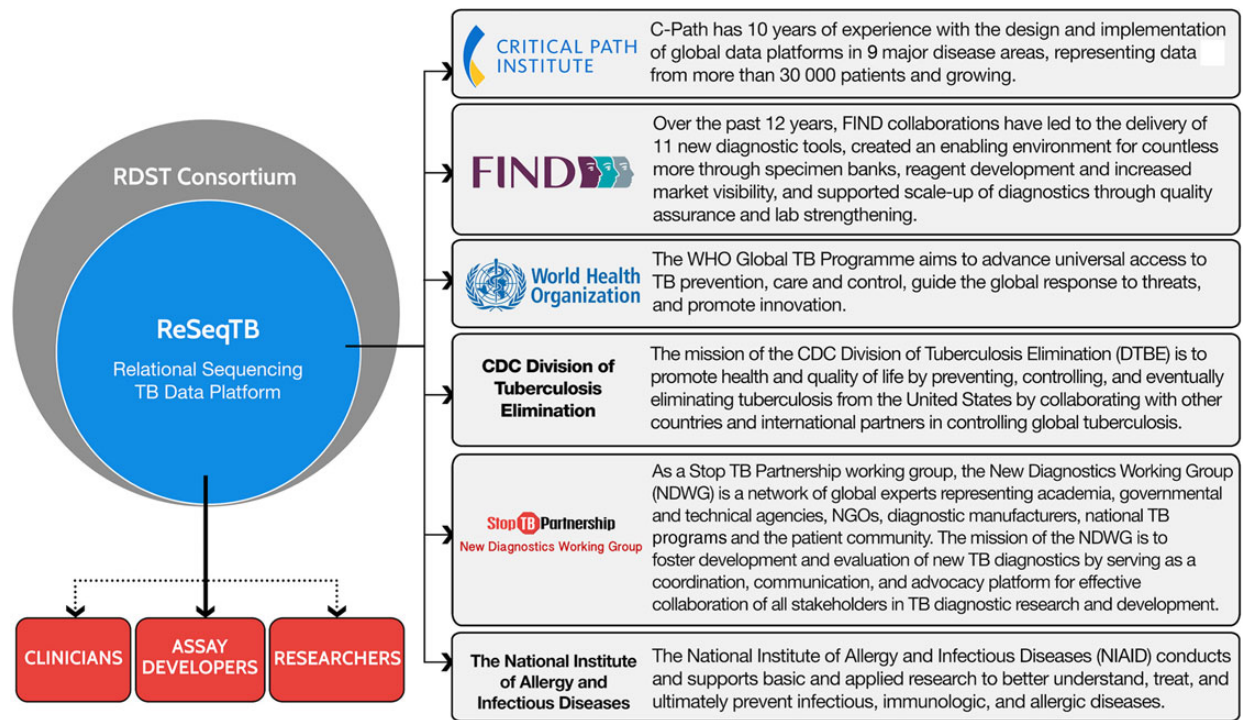 RDST Consortium
ReSeqTB
Relational Sequencing
TB Data Platform
CLINICIANS
ASSAY
DEVELOPERS
RESEARCHERS
CRITICAL PATH
INSTITUTE
C-Path has 10 years of experience with the design and implementation
of global data platforms in 9 major disease areas, representing data
from more than 30 000 patients and growing.
FIND
Over the past 12 years, FIND collaborations have led to the delivery of
11 new diagnostic tools, created an enabling environment for countless
more through specimen banks, reagent development and increased
market visibility, and supported scale-up of diagnostics through quality
assurance and lab strengthening.
World Health
Organization
The WHO Global TB Programme aims to advance universal access to
TB prevention, care and control, guide the global response to threats,
and promote innovation.
CDC Division of
Tuberculosis
Elimination
The mission of the CDC Division of Tuberculosis Elimination (DTBE) is to
promote health and quality of life by preventing, controlling, and eventually
eliminating tuberculosis from the United States by collaborating with other
countries and international partners in controlling global tuberculosis.
Stop TB Partnership
New Diagnostics Working Group
As a Stop TB Partnership working group, the New Diagnostics Working Group
(NDWG) is a network of global experts representing academia, governmental
and technical agencies, NGOs, diagnostic manufacturers, national TB
programs and the patient community. The mission of the NDWG is to
foster development and evaluation of new TB diagnostics by serving as a
coordination, communication, and advocacy platform for effective
collaboration of all stakeholders in TB diagnostic research and development.
The National Institute
of Allergy and
Infectious Diseases
The National Institute of Allergy and Infectious Diseases (NIAID) conducts
and supports basic and applied research to better understand, treat, and
ultimately prevent infectious, immunologic, and allergic diseases.